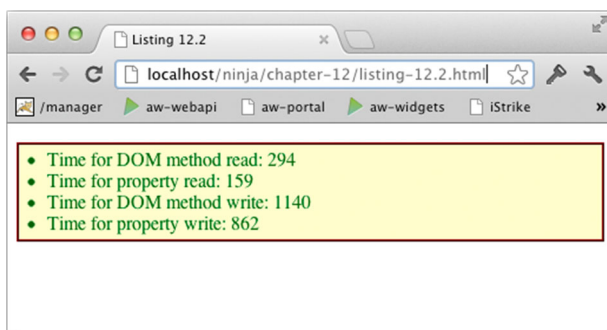 Listing 12.2
localhost/ninja/chapter-12/listing-12.2.html
/manager aw-webapi aw-portal aw-widgets iStrike »
Time for DOM method read: 294
Time for property read: 159
Time for DOM method write: 1140
Time for property write: 862